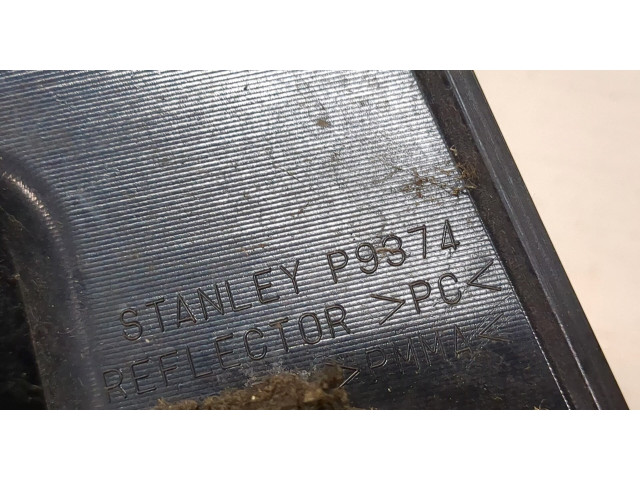 STANLEY P9374
REFLECTOR >PC<
>PMMA<